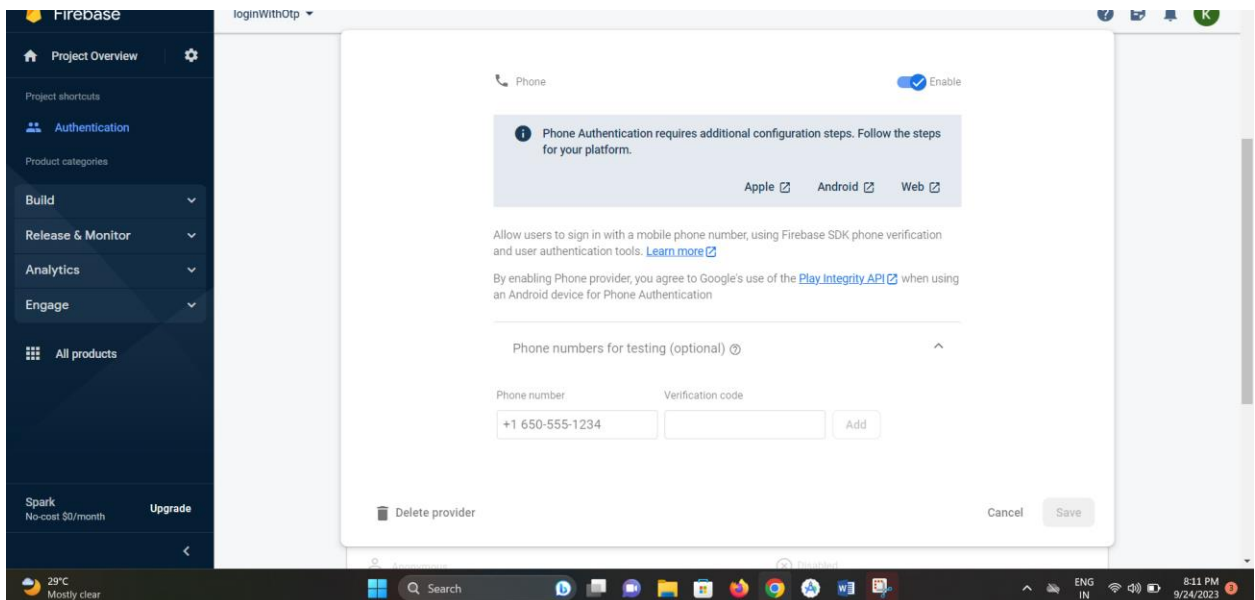 Firebase
loginWithOtp
K
Project Overview
Project shortcuts
Authentication
Product categories
Build
Release & Monitor
Analytics
Engage
All products
Spark
No-cost $0/month
Upgrade
Phone
Enable
Phone Authentication requires additional configuration steps. Follow the steps
for your platform.
Apple
Android
Web
Allow users to sign in with a mobile phone number, using Firebase SDK phone verification
and user authentication tools. Learn more
By enabling Phone provider, you agree to Google's use of the Play Integrity API when using
an Android device for Phone Authentication
Phone numbers for testing (optional)
Phone number
Verification code
+1 650-555-1234
Add
Delete provider
Cancel
Save
Anonymous
Disabled
29°C
Mostly clear
Search
ENG
IN
8:11 PM
9/24/2023
3